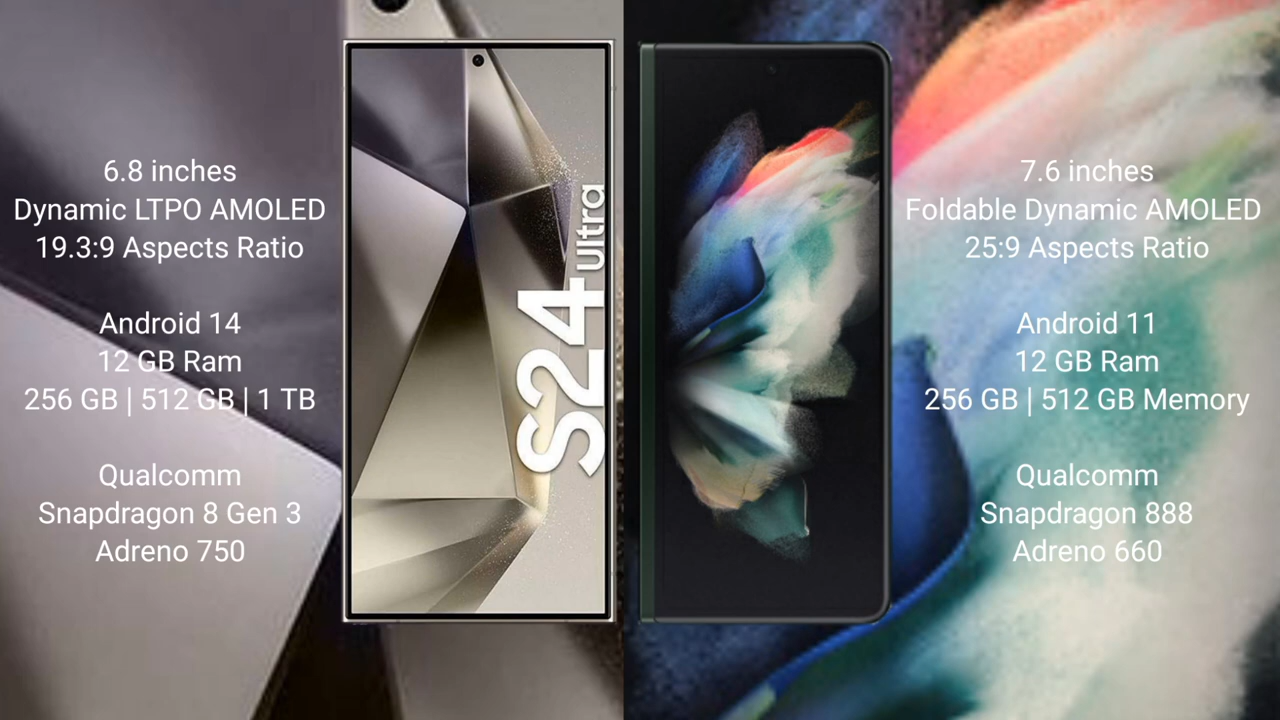 6.8 inches
Dynamic LTPO AMOLED
19.3:9 Aspects Ratio
Android 14
12 GB Ram
256 GB | 512 GB | 1 TB
Qualcomm
Snapdragon 8 Gen 3
Adreno 750
S24 Ultra
7.6 inches
Foldable Dynamic AMOLED
25:9 Aspects Ratio
Android 11
12 GB Ram
256 GB | 512 GB Memory
Qualcomm
Snapdragon 888
Adreno 660